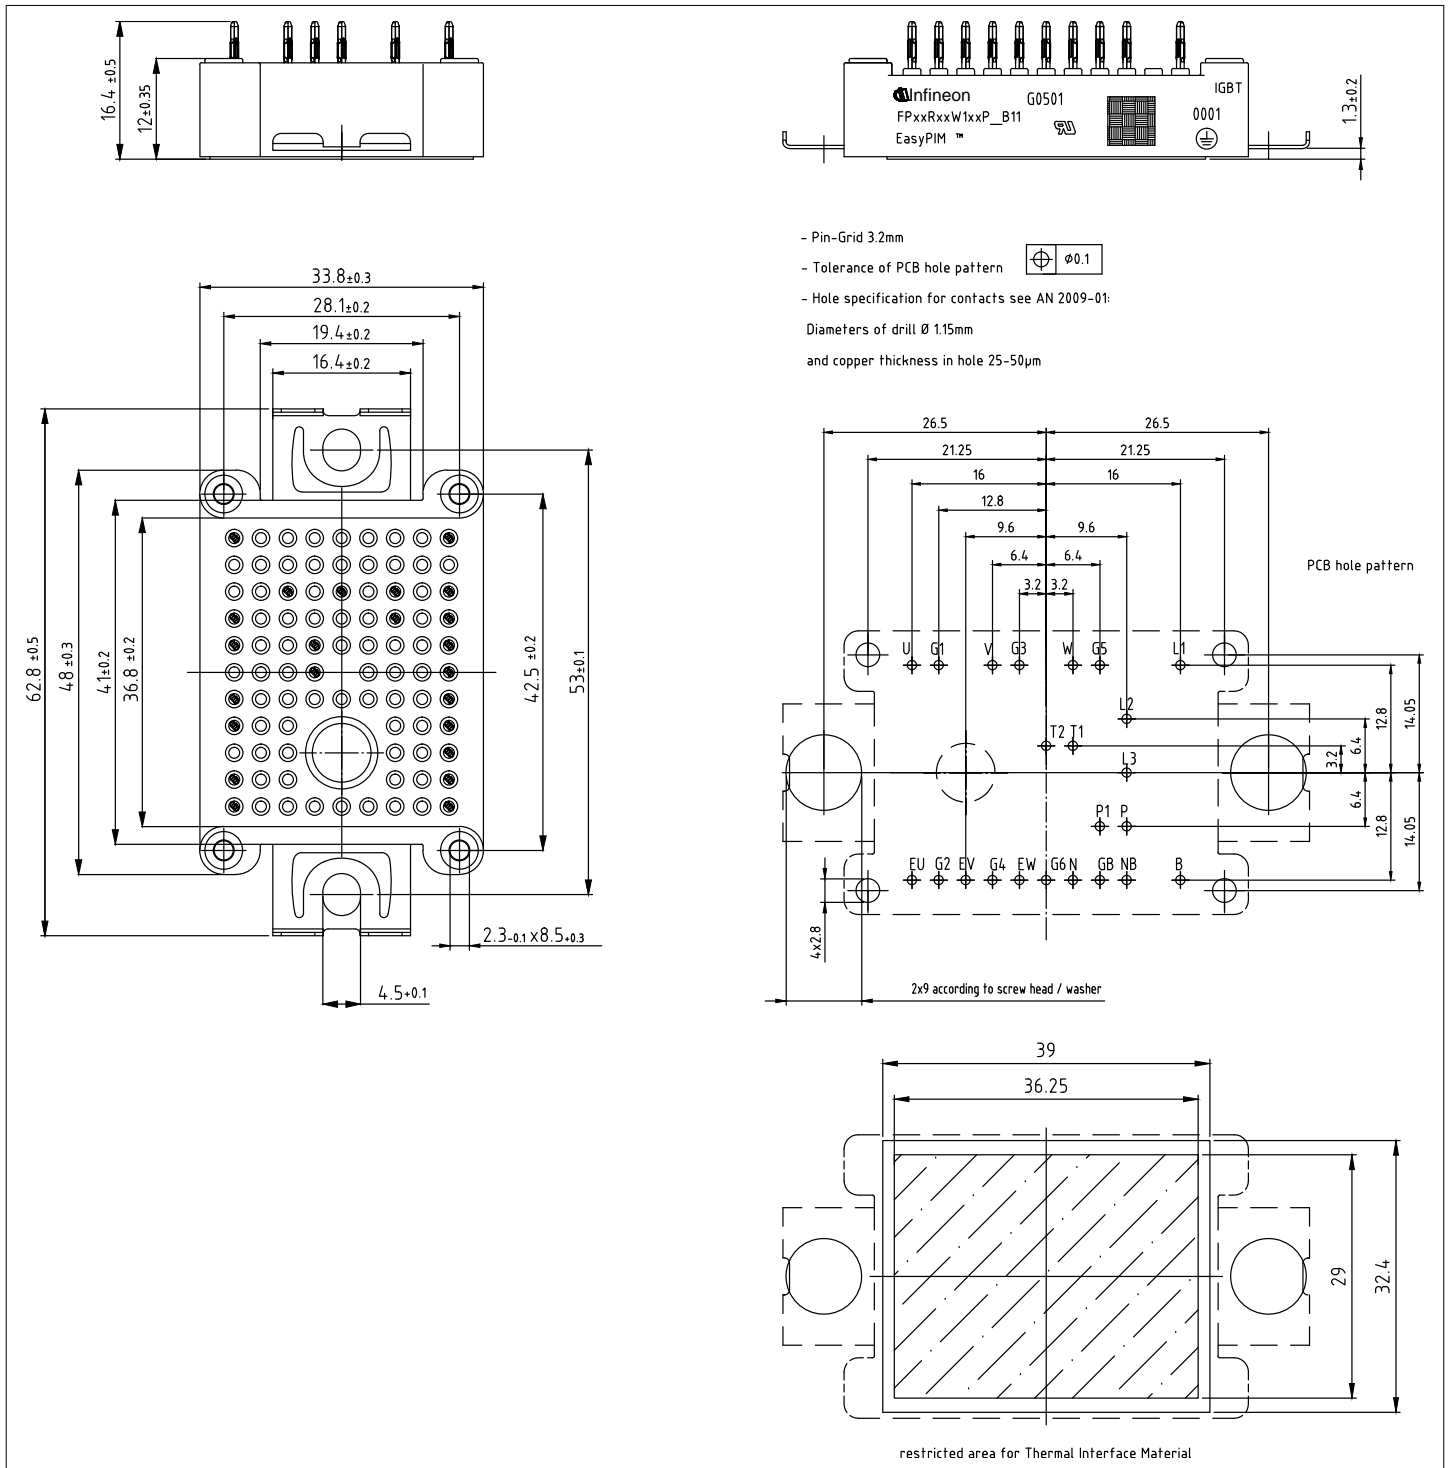 16.4 ±0.5
12±0.35
Infineon
FPxxRxxW1xxP_B11
EasyPIM ™
G0501
IGBT
0001
1.3±0.2
- Pin-Grid 3.2mm
- Tolerance of PCB hole pattern
ø0.1
- Hole specification for contacts see AN 2009-01:
Diameters of drill Ø 1.15mm
and copper thickness in hole 25-50µm
33.8±0.3
28.1±0.2
19.4±0.2
16.4±0.2
62.8 ±0.5
48 ±0.3
41±0.2
36.8 ±0.2
42.5 ±0.2
53±0.1
2.3-0.1 x8.5+0.3
4.5+0.1
26.5 26.5
21.25 21.25
16 16
12.8
9.6 9.6
6.4 6.4
3.2 3.2
PCB hole pattern
U G1 V G3 W G5 L1
L2
T2 T1
L3
P1 P
EU G2 EV G4 EW G6 N GB NB B
3.2
6.4
12.8
14.05
6.4
12.8
14.05
4x2.8
2x9 according to screw head / washer
39
36.25
29
32.4
restricted area for Thermal Interface Material